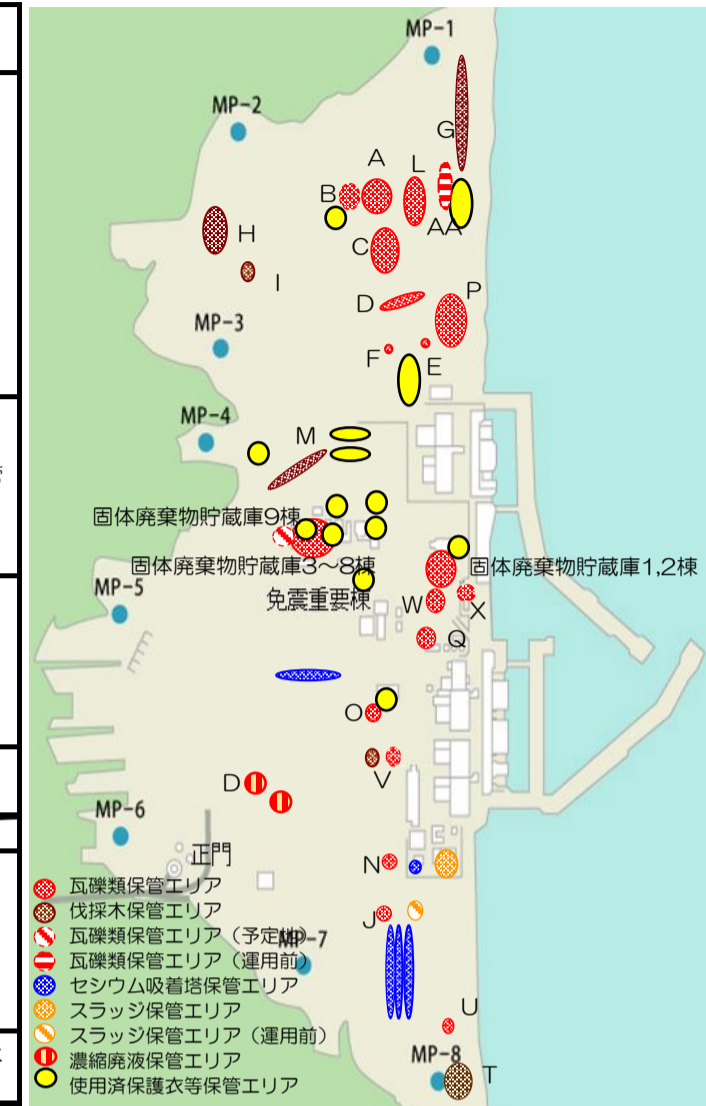 MP-1
MP-2
G
A
L
B
AA
H
C
I
D
P
MP-3
F
E
MP-4
M
固体廃棄物貯蔵庫9棟
固体廃棄物貯蔵庫3～8棟
固体廃棄物貯蔵庫1,2棟
免震重要棟
MP-5
W
X
Q
O
V
D
MP-6
正門
N
瓦礫類保管エリア
伐採木保管エリア
J
瓦礫類保管エリア（予定地）
MP-7
瓦礫類保管エリア（運用前）
セシウム吸着塔保管エリア
スラッジ保管エリア
U
スラッジ保管エリア（運用前）
濃縮廃液保管エリア
MP-8
T
使用済保護衣等保管エリア